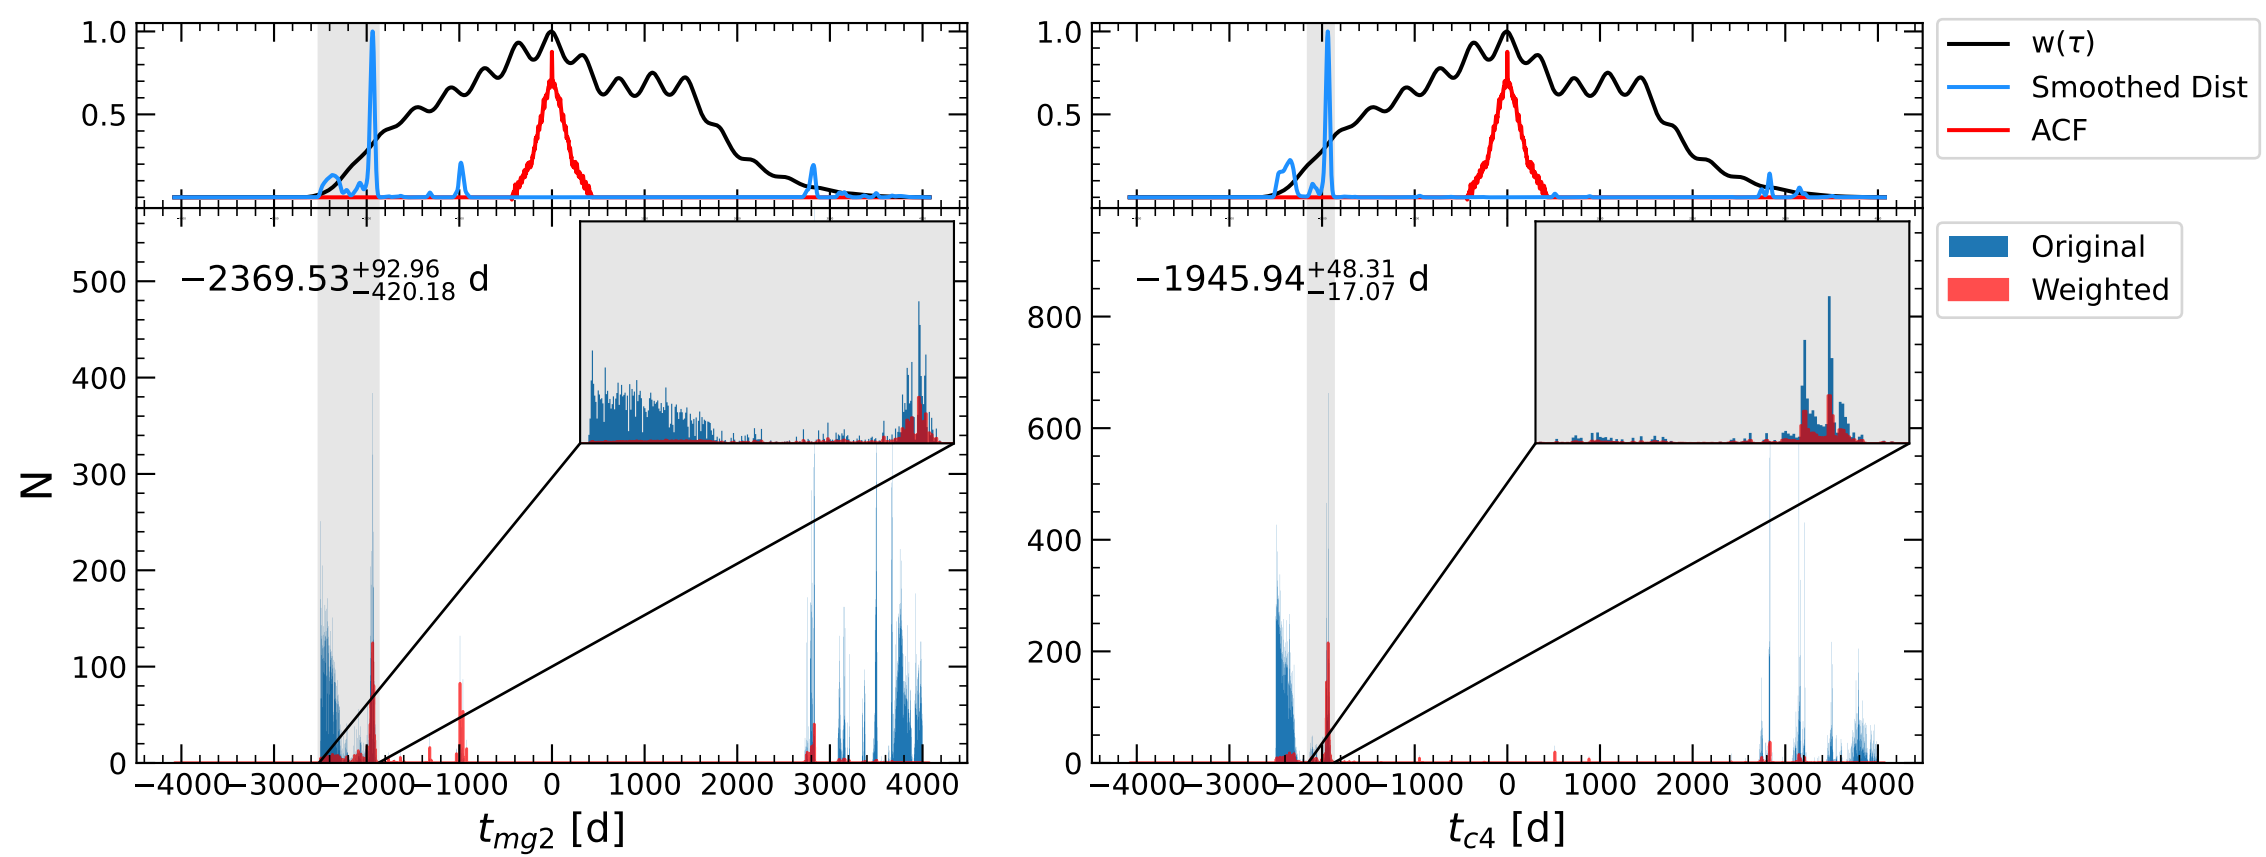 1.0
0.5
N
500
400
300
200
100
0
−2369.53 +92.96 −420.18 d
−4000 −3000 −2000 −1000 0 1000 2000 3000 4000
t_mg2 [d]
1.0
0.5
800
600
400
200
0
−1945.94 +48.31 −17.07 d
−4000 −3000 −2000 −1000 0 1000 2000 3000 4000
t_c4 [d]
w(τ)
Smoothed Dist
ACF
Original
Weighted